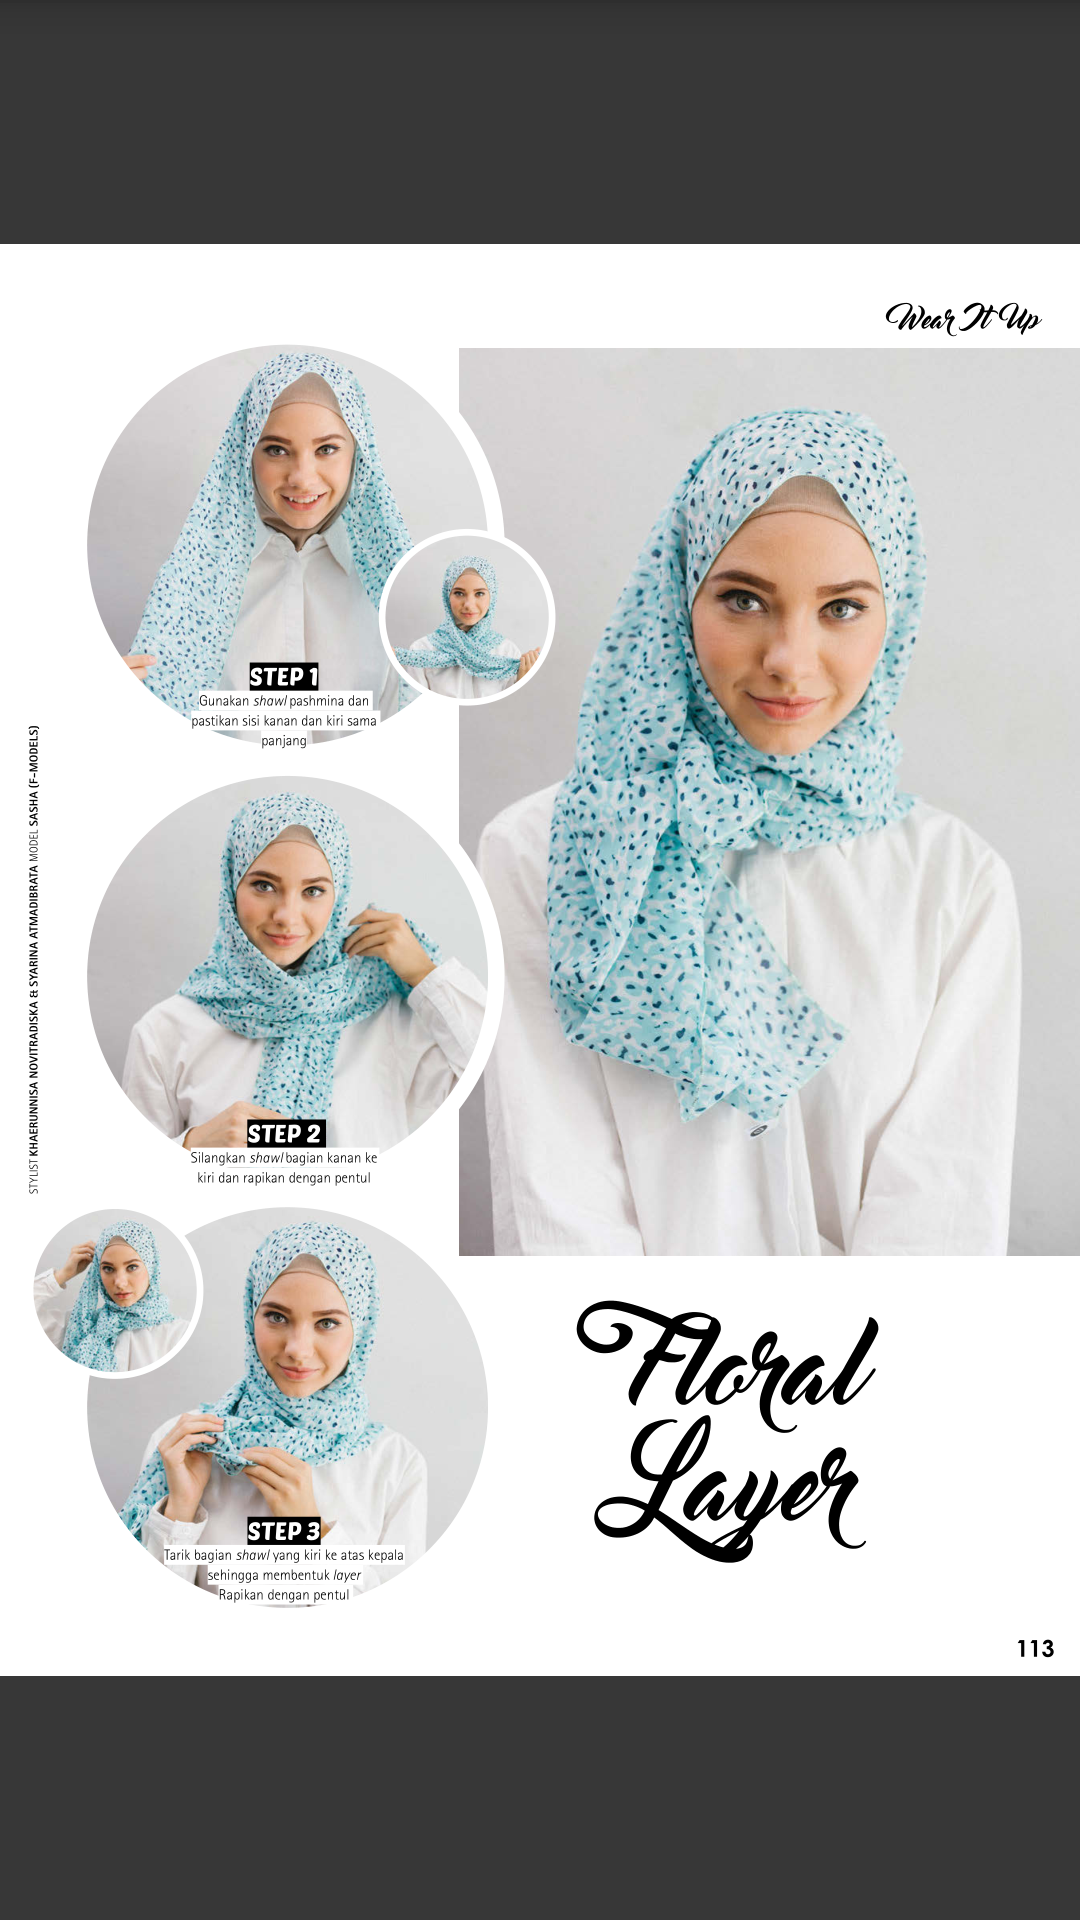 Wear It Up
STEP 1
Gunakan shawl pashmina dan
pastikan sisi kanan dan kiri sama
panjang
STEP 2
Silangkan shawl bagian kanan ke
kiri dan rapikan dengan pentul
STEP 3
Tarik bagian shawl yang kiri ke atas kepala
sehingga membentuk layer
Rapikan dengan pentul
STYLIST KHAERUNNISA NOVITRADISKA & SYARINA ATMADIBRATA MODEL SASHA (F-MODELS)
Floral
Layer
113